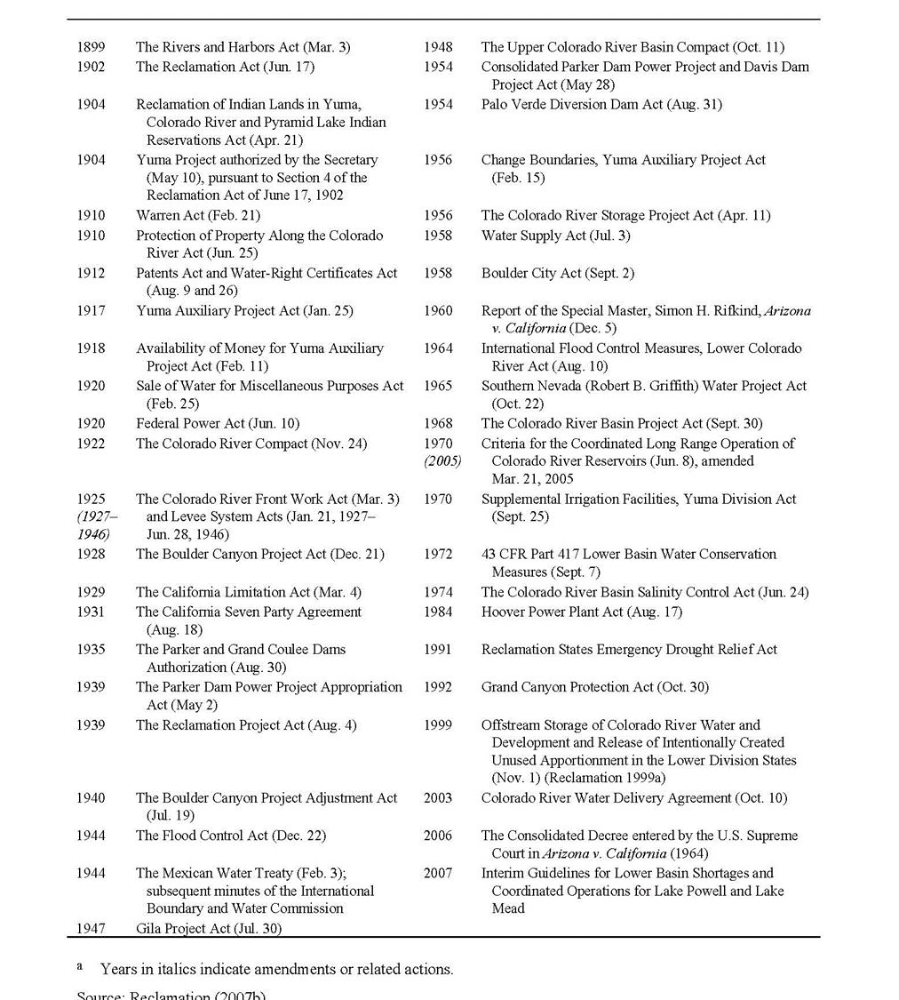 1899 The Rivers and Harbors Act (Mar. 3)
1902 The Reclamation Act (Jun. 17)
1904 Reclamation of Indian Lands in Yuma,
Colorado River and Pyramid Lake Indian
Reservations Act (Apr. 21)
1904 Yuma Project authorized by the Secretary
(May 10), pursuant to Section 4 of the
Reclamation Act of June 17, 1902
1910 Warren Act (Feb. 21)
1910 Protection of Property Along the Colorado
River Act (Jun. 25)
1912 Patents Act and Water-Right Certificates Act
(Aug. 9 and 26)
1917 Yuma Auxiliary Project Act (Jan. 25)
1918 Availability of Money for Yuma Auxiliary
Project Act (Feb. 11)
1920 Sale of Water for Miscellaneous Purposes Act
(Feb. 25)
1920 Federal Power Act (Jun. 10)
1922 The Colorado River Compact (Nov. 24)
1925 The Colorado River Front Work Act (Mar. 3)
(1927– and Levee System Acts (Jan. 21, 1927–
1946) Jun. 28, 1946)
1928 The Boulder Canyon Project Act (Dec. 21)
1929 The California Limitation Act (Mar. 4)
1931 The California Seven Party Agreement
(Aug. 18)
1935 The Parker and Grand Coulee Dams
Authorization (Aug. 30)
1939 The Parker Dam Power Project Appropriation
Act (May 2)
1939 The Reclamation Project Act (Aug. 4)
1940 The Boulder Canyon Project Adjustment Act
(Jul. 19)
1944 The Flood Control Act (Dec. 22)
1944 The Mexican Water Treaty (Feb. 3);
subsequent minutes of the International
Boundary and Water Commission
1947 Gila Project Act (Jul. 30)
1948 The Upper Colorado River Basin Compact (Oct. 11)
1954 Consolidated Parker Dam Power Project and Davis Dam
Project Act (May 28)
1954 Palo Verde Diversion Dam Act (Aug. 31)
1956 Change Boundaries, Yuma Auxiliary Project Act
(Feb. 15)
1956 The Colorado River Storage Project Act (Apr. 11)
1958 Water Supply Act (Jul. 3)
1958 Boulder City Act (Sept. 2)
1960 Report of the Special Master, Simon H. Rifkind, Arizona
v. California (Dec. 5)
1964 International Flood Control Measures, Lower Colorado
River Act (Aug. 10)
1965 Southern Nevada (Robert B. Griffith) Water Project Act
(Oct. 22)
1968 The Colorado River Basin Project Act (Sept. 30)
1970 Criteria for the Coordinated Long Range Operation of
(2005) Colorado River Reservoirs (Jun. 8), amended
Mar. 21, 2005
1970 Supplemental Irrigation Facilities, Yuma Division Act
(Sept. 25)
1972 43 CFR Part 417 Lower Basin Water Conservation
Measures (Sept. 7)
1974 The Colorado River Basin Salinity Control Act (Jun. 24)
1984 Hoover Power Plant Act (Aug. 17)
1991 Reclamation States Emergency Drought Relief Act
1992 Grand Canyon Protection Act (Oct. 30)
1999 Offstream Storage of Colorado River Water and
Development and Release of Intentionally Created
Unused Apportionment in the Lower Division States
(Nov. 1) (Reclamation 1999a)
2003 Colorado River Water Delivery Agreement (Oct. 10)
2006 The Consolidated Decree entered by the U.S. Supreme
Court in Arizona v. California (1964)
2007 Interim Guidelines for Lower Basin Shortages and
Coordinated Operations for Lake Powell and Lake
Mead
a Years in italics indicate amendments or related actions.
Source: Reclamation (2007b)